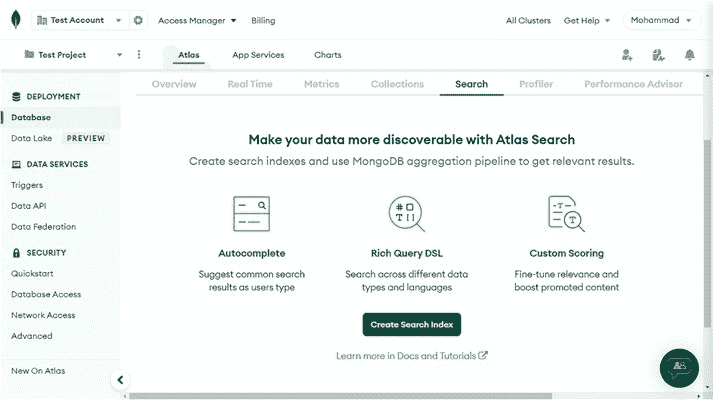 Test Account
Access Manager
Billing
All Clusters
Get Help
Mohammad
Test Project
Atlas
App Services
Charts
DEPLOYMENT
Database
Data Lake PREVIEW
DATA SERVICES
Triggers
Data API
Data Federation
SECURITY
Quickstart
Database Access
Network Access
Advanced
New On Atlas
Overview
Real Time
Metrics
Collections
Search
Profiler
Performance Advisor
Make your data more discoverable with Atlas Search
Create search indexes and use MongoDB aggregation pipeline to get relevant results.
Autocomplete
Suggest common search
results as users type
Rich Query DSL
Search across different data
types and languages
Custom Scoring
Fine-tune relevance and
boost promoted content
Create Search Index
Learn more in Docs and Tutorials